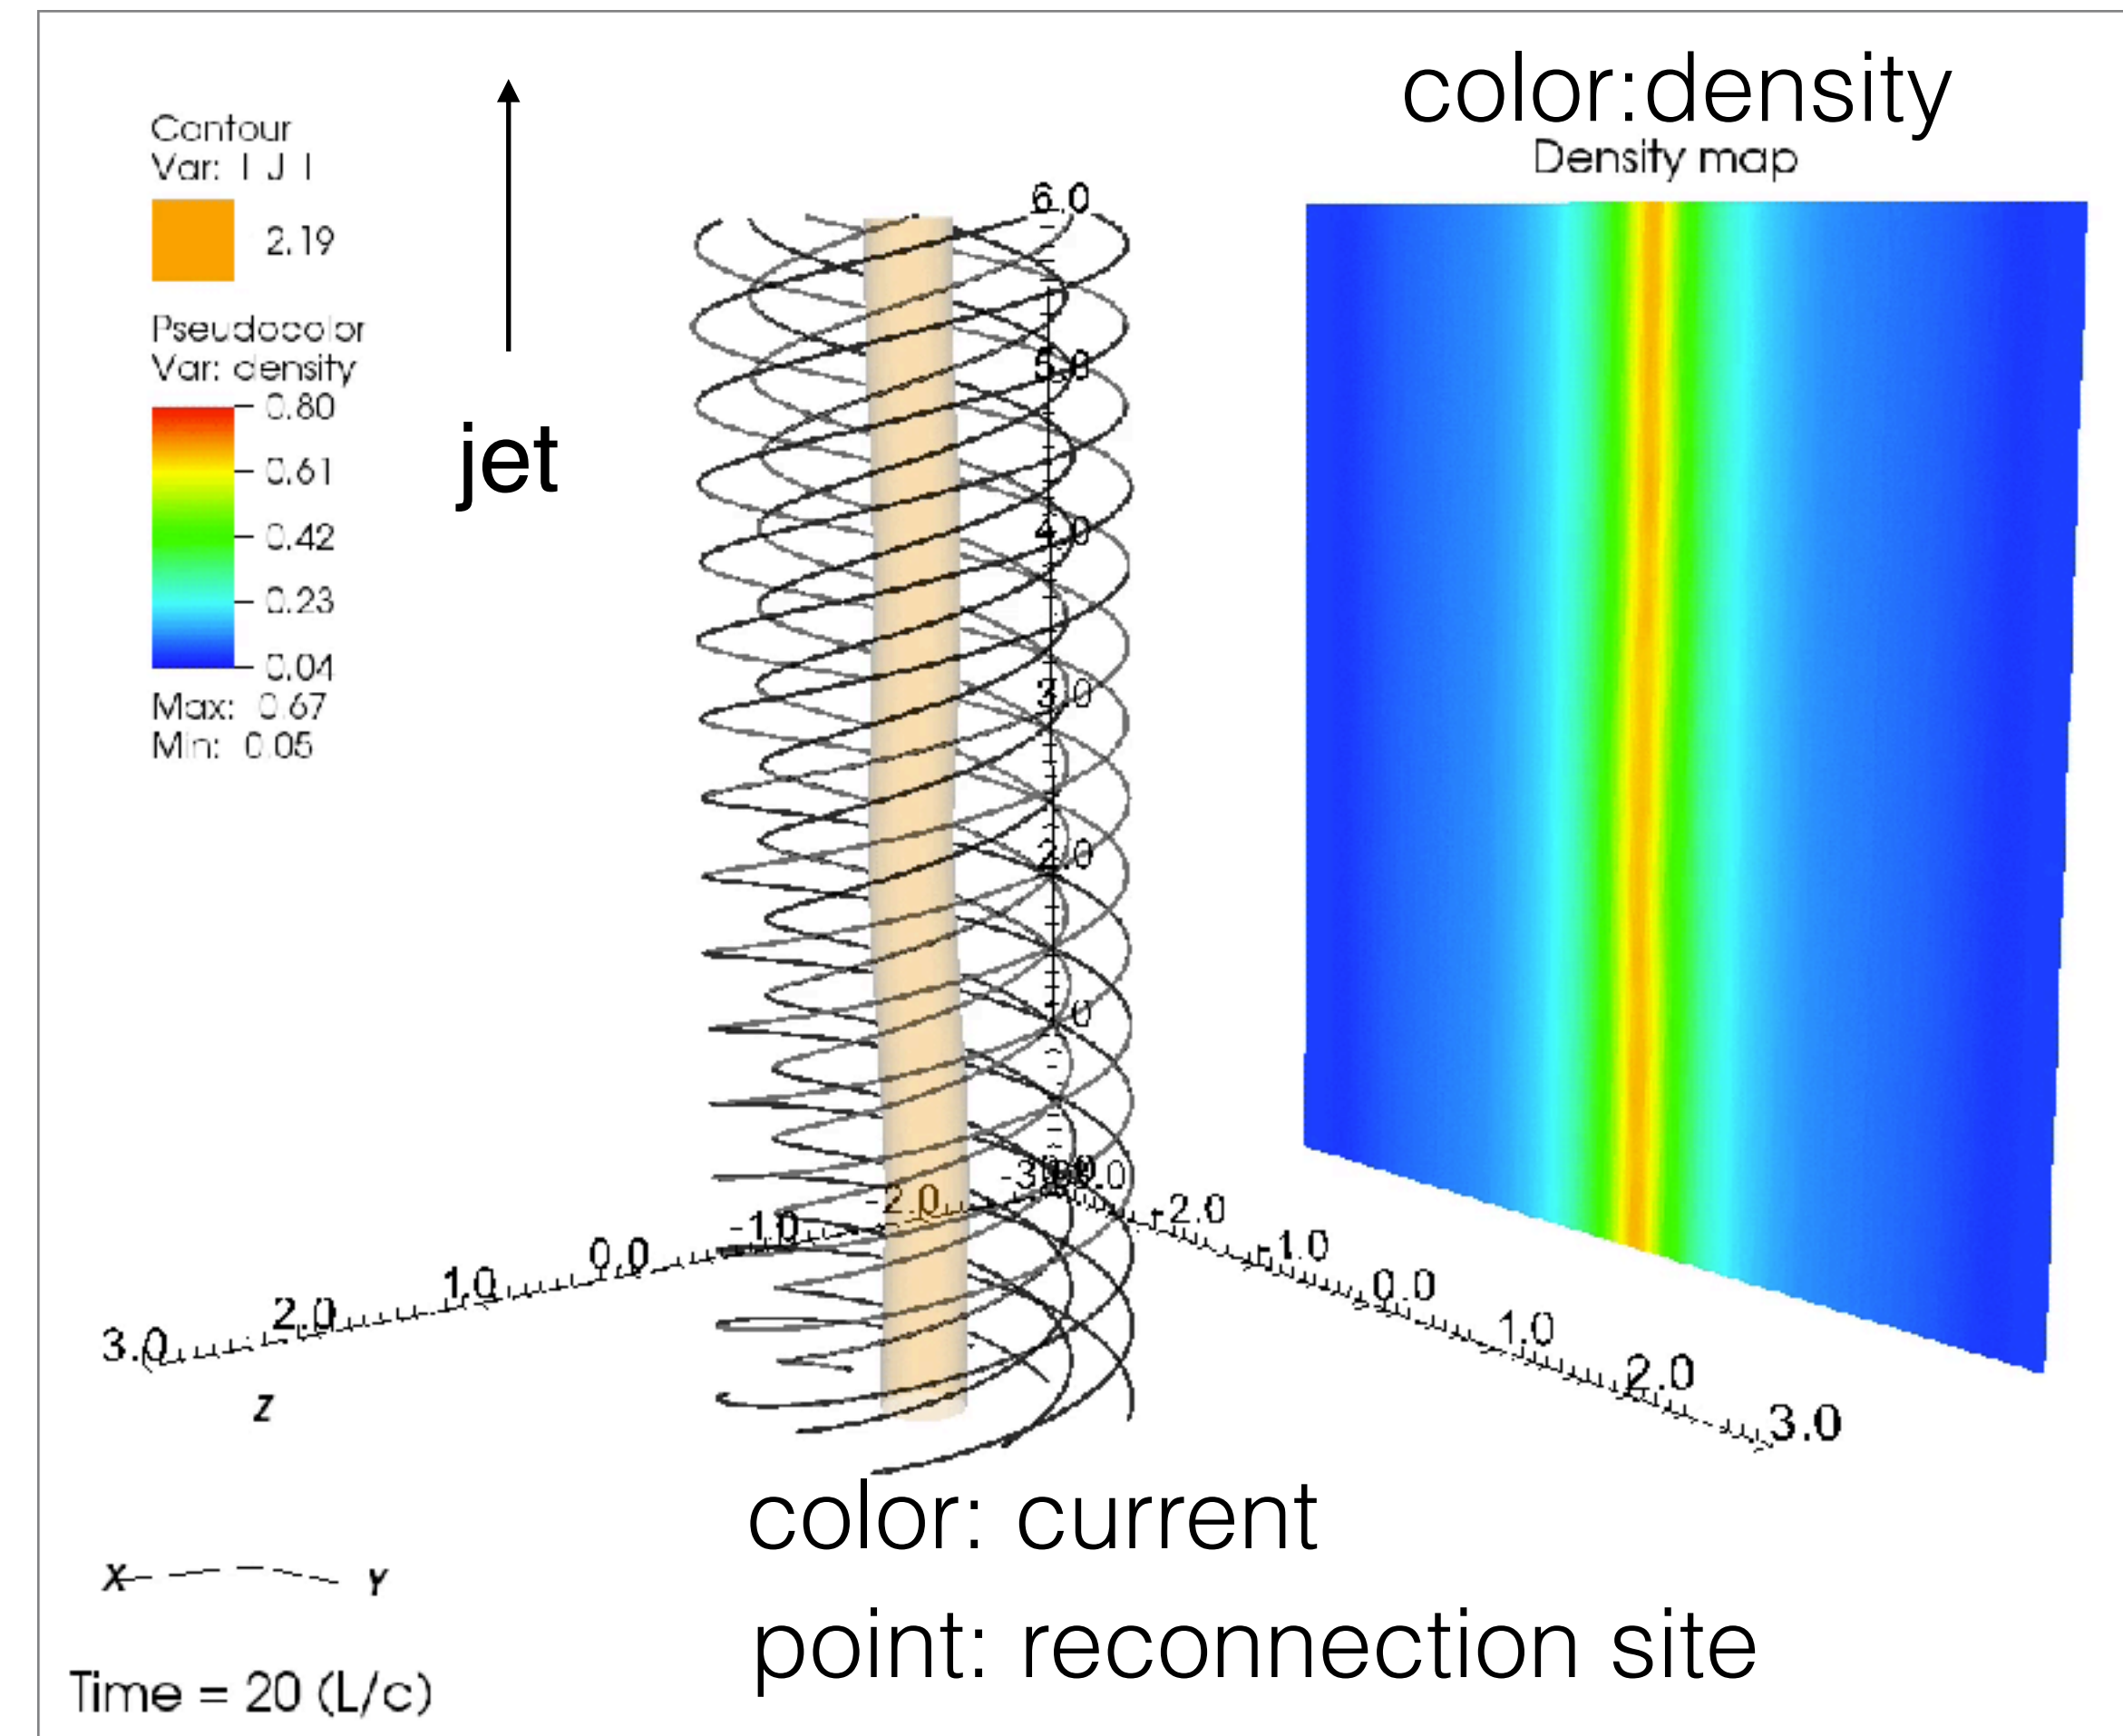 color:density
Density map
Contour
Var: I J I
2.19
Pseudocolor
Var: density
0.80
0.61
0.42
0.23
0.04
Max: 0.67
Min: 0.05
jet
6.0
5.0
4.0
3.0
2.0
3.0 2.0 1.0 0.0 -1.0 -2.0
-2.0 -1.0 0.0 1.0 2.0 3.0
Z
color: current
point: reconnection site
X Y
Time = 20 (L/c)